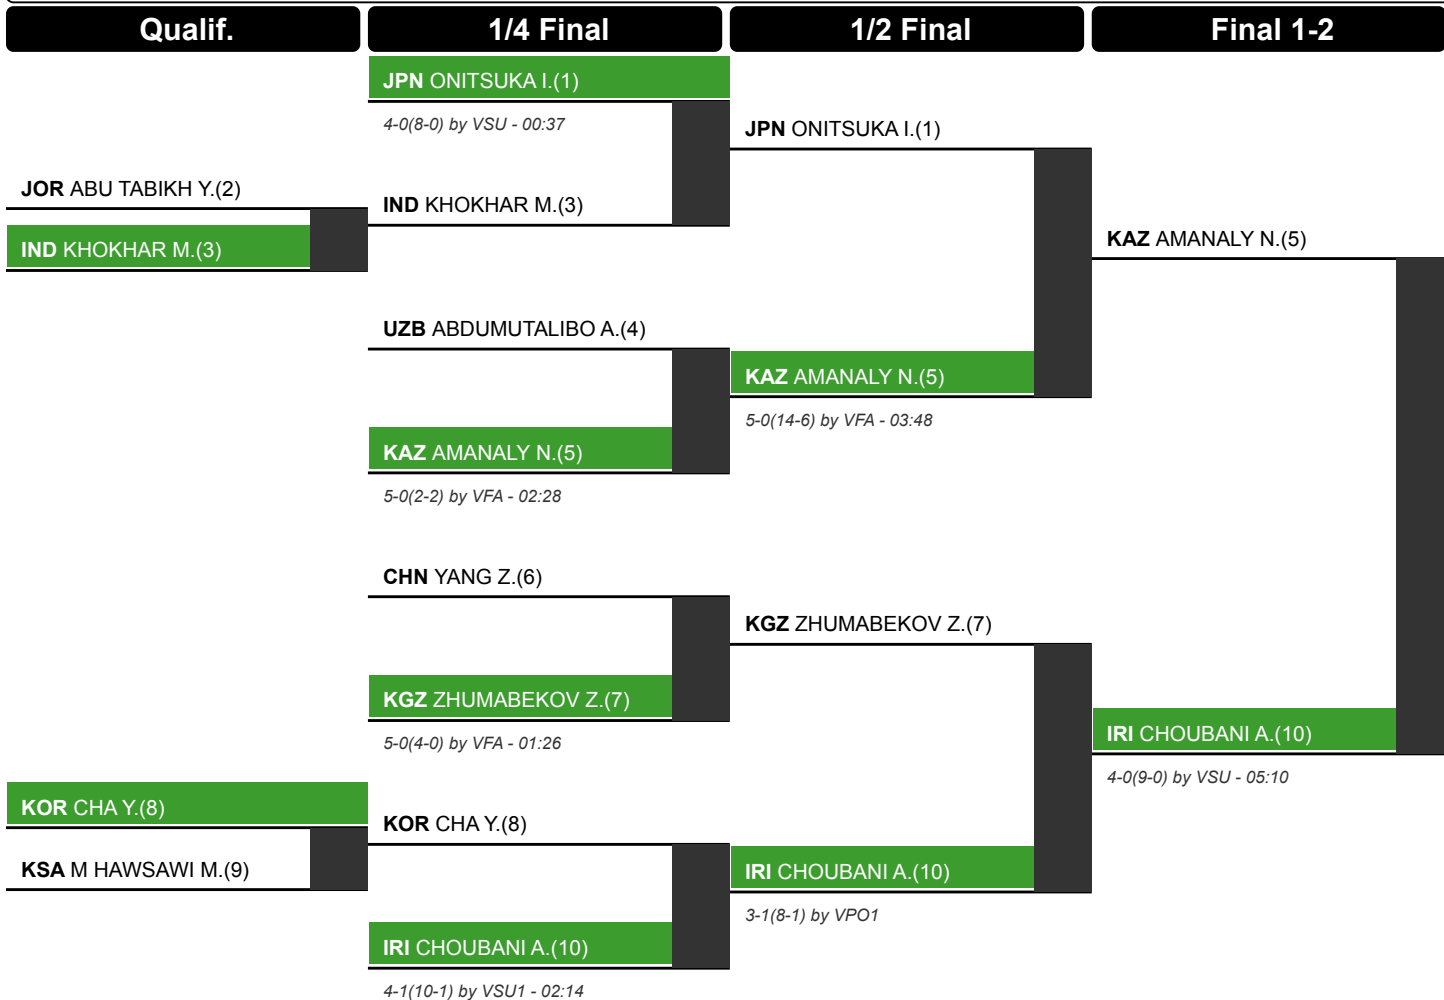 Qualif.
1/4 Final
1/2 Final
Final 1-2
JOR ABU TABIKH Y.(2)
IND KHOKHAR M.(3)
KOR CHA Y.(8)
KSA M HAWSAWI M.(9)
JPN ONITSUKA I.(1)
4-0(8-0) by VSU - 00:37
IND KHOKHAR M.(3)
UZB ABDUMUTALIBO A.(4)
KAZ AMANALY N.(5)
5-0(2-2) by VFA - 02:28
CHN YANG Z.(6)
KGZ ZHUMABEKOV Z.(7)
5-0(4-0) by VFA - 01:26
KOR CHA Y.(8)
IRI CHOUBANI A.(10)
4-1(10-1) by VSU1 - 02:14
JPN ONITSUKA I.(1)
KAZ AMANALY N.(5)
5-0(14-6) by VFA - 03:48
KGZ ZHUMABEKOV Z.(7)
IRI CHOUBANI A.(10)
3-1(8-1) by VPO1
KAZ AMANALY N.(5)
IRI CHOUBANI A.(10)
4-0(9-0) by VSU - 05:10